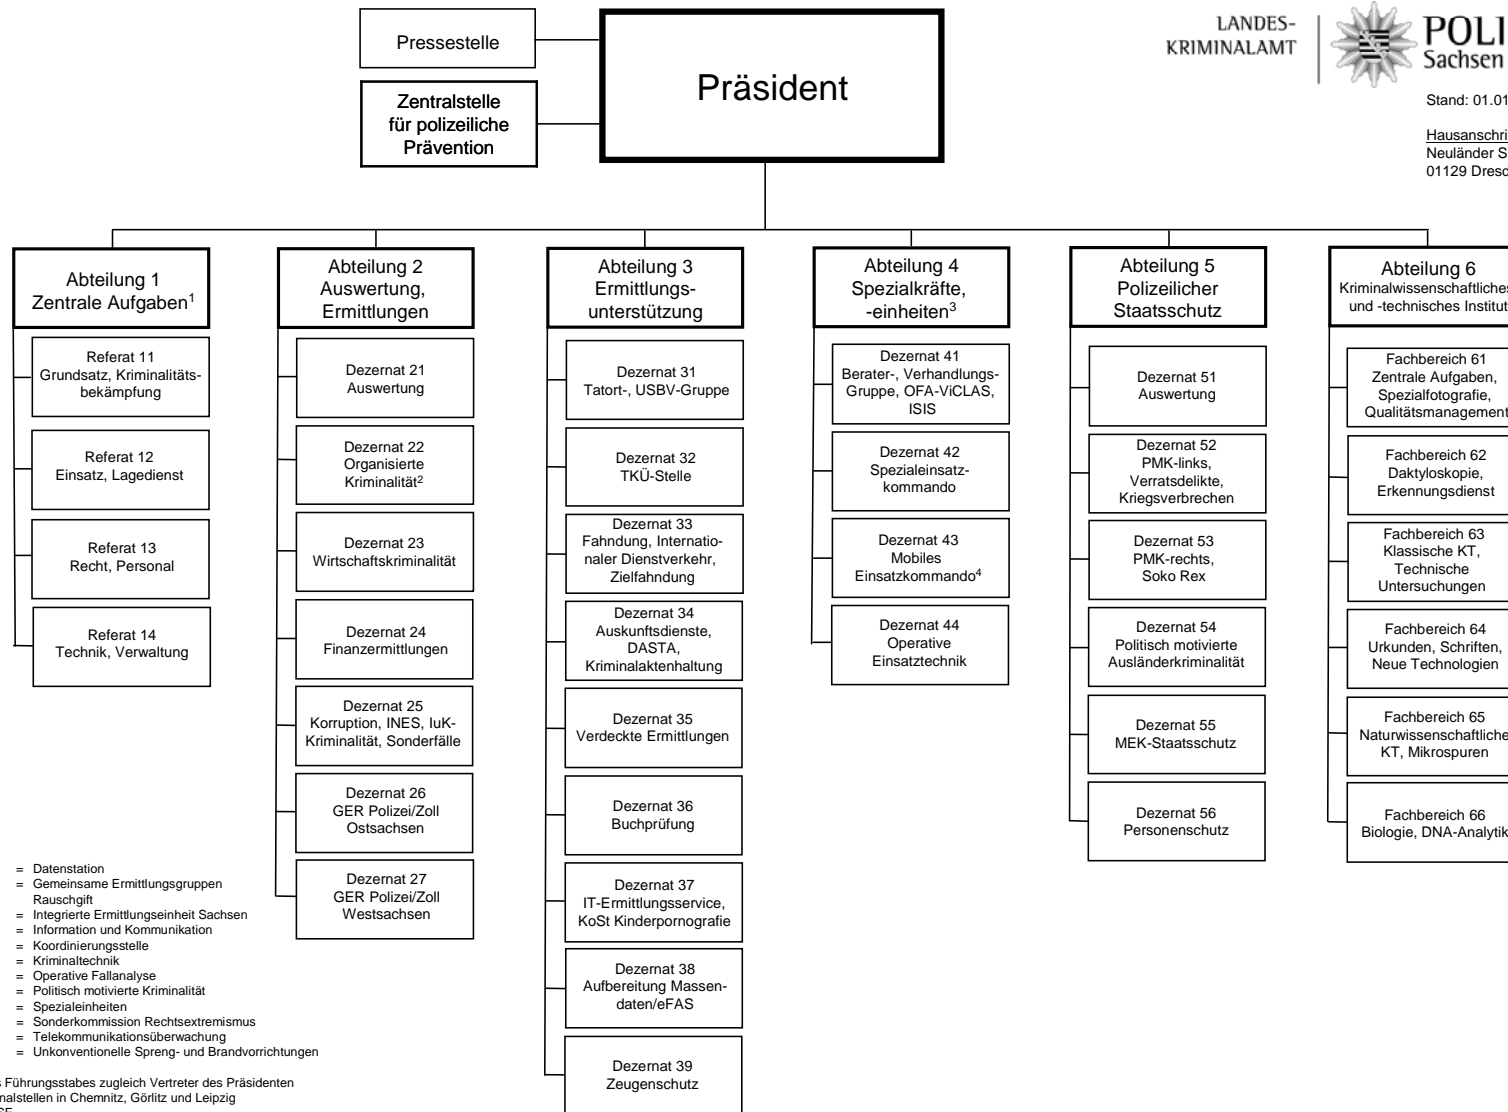 Pressestelle
Zentralstelle
für polizeiliche
Prävention
Präsident
LANDES-
KRIMINALAMT
POLI
Sachsen
Stand: 01.01
Hausanschri
Neuländer S
01129 Dresd
Abteilung 1
Zentrale Aufgaben¹
Referat 11
Grundsatz, Kriminalitäts-
bekämpfung
Referat 12
Einsatz, Lagedienst
Referat 13
Recht, Personal
Referat 14
Technik, Verwaltung
Abteilung 2
Auswertung,
Ermittlungen
Dezernat 21
Auswertung
Dezernat 22
Organisierte
Kriminalität²
Dezernat 23
Wirtschaftskriminalität
Dezernat 24
Finanzermittlungen
Dezernat 25
Korruption, INES, IuK-
Kriminalität, Sonderfälle
Dezernat 26
GER Polizei/Zoll
Ostsachsen
Dezernat 27
GER Polizei/Zoll
Westsachsen
Abteilung 3
Ermittlungs-
unterstützung
Dezernat 31
Tatort-, USBV-Gruppe
Dezernat 32
TKÜ-Stelle
Dezernat 33
Fahndung, Internatio-
naler Dienstverkehr,
Zielfahndung
Dezernat 34
Auskunftsdienste,
DASTA,
Kriminalaktenhaltung
Dezernat 35
Verdeckte Ermittlungen
Dezernat 36
Buchprüfung
Dezernat 37
IT-Ermittlungsservice,
KoSt Kinderpornografie
Dezernat 38
Aufbereitung Massen-
daten/eFAS
Dezernat 39
Zeugenschutz
Abteilung 4
Spezialkräfte,
-einheiten³
Dezernat 41
Berater-, Verhandlungs-
Gruppe, OFA-ViCLAS,
ISIS
Dezernat 42
Spezialeinsatz-
kommando
Dezernat 43
Mobiles
Einsatzkommando⁴
Dezernat 44
Operative
Einsatztechnik
Abteilung 5
Polizeilicher
Staatsschutz
Dezernat 51
Auswertung
Dezernat 52
PMK-links,
Verratsdelikte,
Kriegsverbrechen
Dezernat 53
PMK-rechts,
Soko Rex
Dezernat 54
Politisch motivierte
Ausländerkriminalität
Dezernat 55
MEK-Staatsschutz
Dezernat 56
Personenschutz
Abteilung 6
Kriminalwissenschaftliches
und -technisches Institut
Fachbereich 61
Zentrale Aufgaben,
Spezialfotografie,
Qualitätsmanagement
Fachbereich 62
Daktyloskopie,
Erkennungsdienst
Fachbereich 63
Klassische KT,
Technische
Untersuchungen
Fachbereich 64
Urkunden, Schriften,
Neue Technologien
Fachbereich 65
Naturwissenschaftliche
KT, Mikrospuren
Fachbereich 66
Biologie, DNA-Analytik
= Datenstation
= Gemeinsame Ermittlungsgruppen
Rauschgift
= Integrierte Ermittlungseinheit Sachsen
= Information und Kommunikation
= Koordinierungsstelle
= Kriminaltechnik
= Operative Fallanalyse
= Politisch motivierte Kriminalität
= Spezialeinheiten
= Sonderkommission Rechtsextremismus
= Telekommunikationsüberwachung
= Unkonventionelle Spreng- und Brandvorrichtungen
s Führungsstabes zugleich Vertreter des Präsidenten
nalstellen in Chemnitz, Görlitz und Leipzig